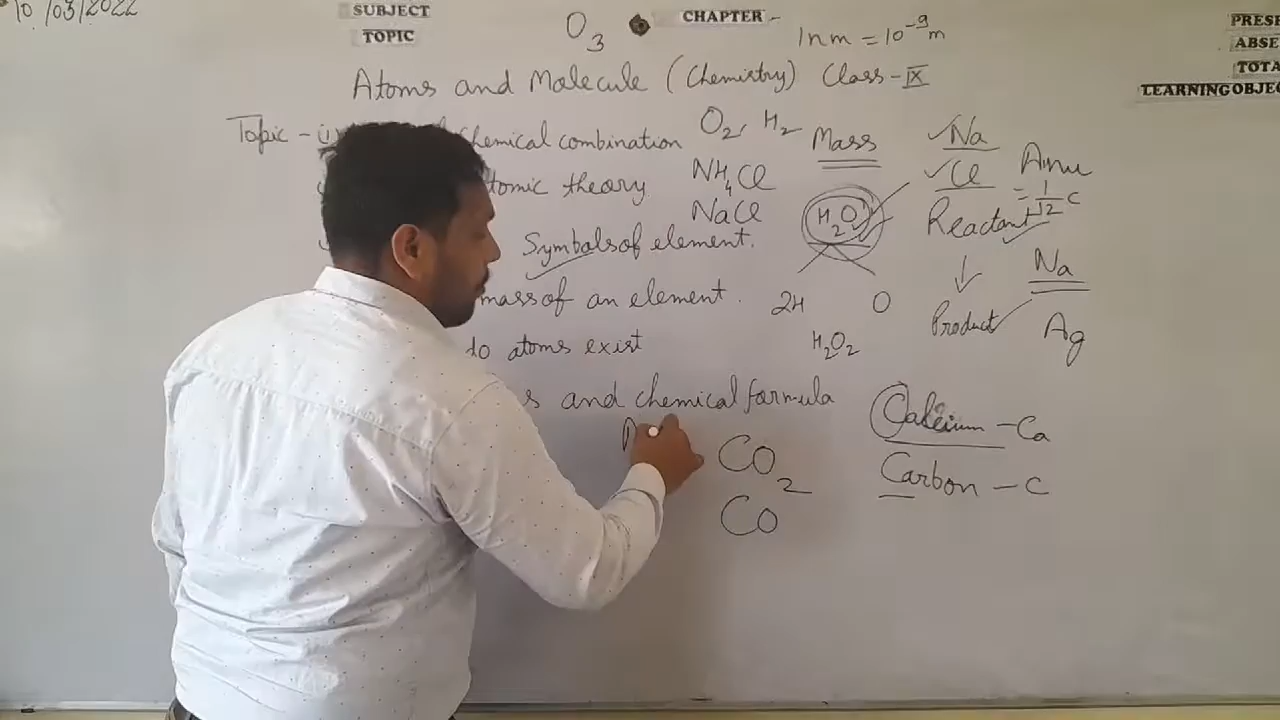 10/03/2022
SUBJECT
CHAPTER -
TOPIC
PRESE
ABSE
TOTA
LEARNING OBJEC
O3
1nm = 10^-9 m
Atoms and Molecule (Chemistry) Class - IX
Topic - chemical combination
tomic theory
Symbols of element.
mass of an element.
do atoms exist
s and chemical formula
O2, H2
NH4Cl
NaCl
Mass
H2O
2H O
H2O2
Na
Cl
Reactant
Product
Amu
= 1/12 C
Na
Ag
CO2
Co
Calcium - Ca
Carbon - C